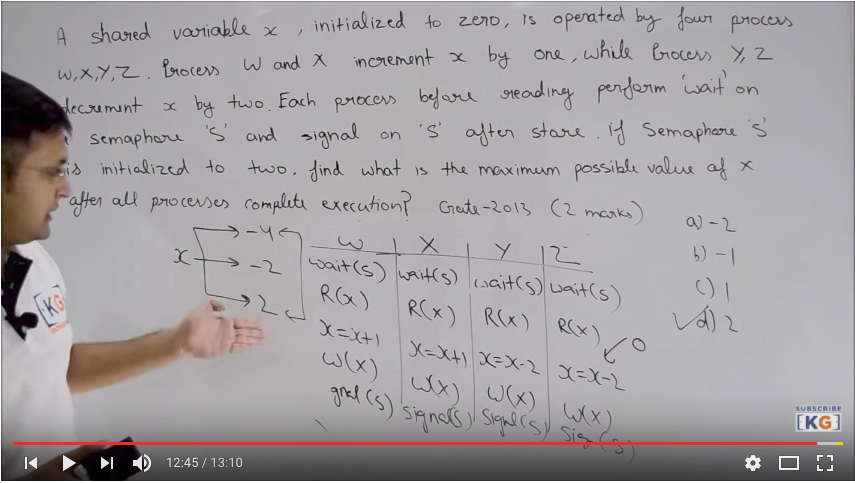 A shared variable x , initialized to zero, is operated by four process
W,X,Y,Z. Process W and X increment x by one, while Process Y, Z
decrement x by two. Each process before reading perform 'wait' on
semaphore 'S' and signal on 'S' after store. if Semaphore 'S'
is initialized to two. find what is the maximum possible value of x
after all processes complete execution? Gate-2013 (2 marks)
a) -2
b) -1
c) 1
d) 2
x -4
-2
2
W X Y Z
wait(S) wait(S) wait(S) wait(S)
R(x) R(x) R(x) R(x)
x=x+1 x=x+1 x=x-2 x=x-2 0
W(x) W(x) W(x) W(x)
gnal(S) Signal(S) Signal(S) Sig (S)
[KG]
SUBSCRIBE
[KG]
12:45 / 13:10